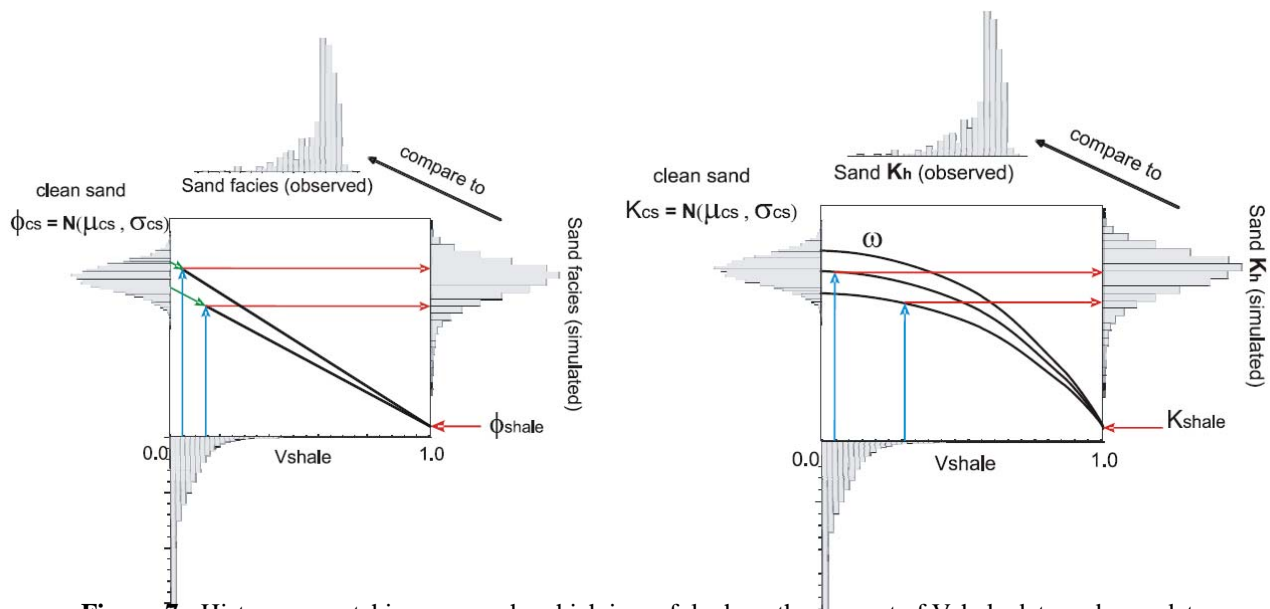 compare to
Sand facies (observed)
clean sand
ϕcs = N(μcs , σcs)
Sand facies (simulated)
ϕshale
0.0
Vshale
1.0
compare to
Sand Kh (observed)
clean sand
Kcs = N(μcs , σcs)
ω
Sand Kh (simulated)
Kshale
0.0
Vshale
1.0